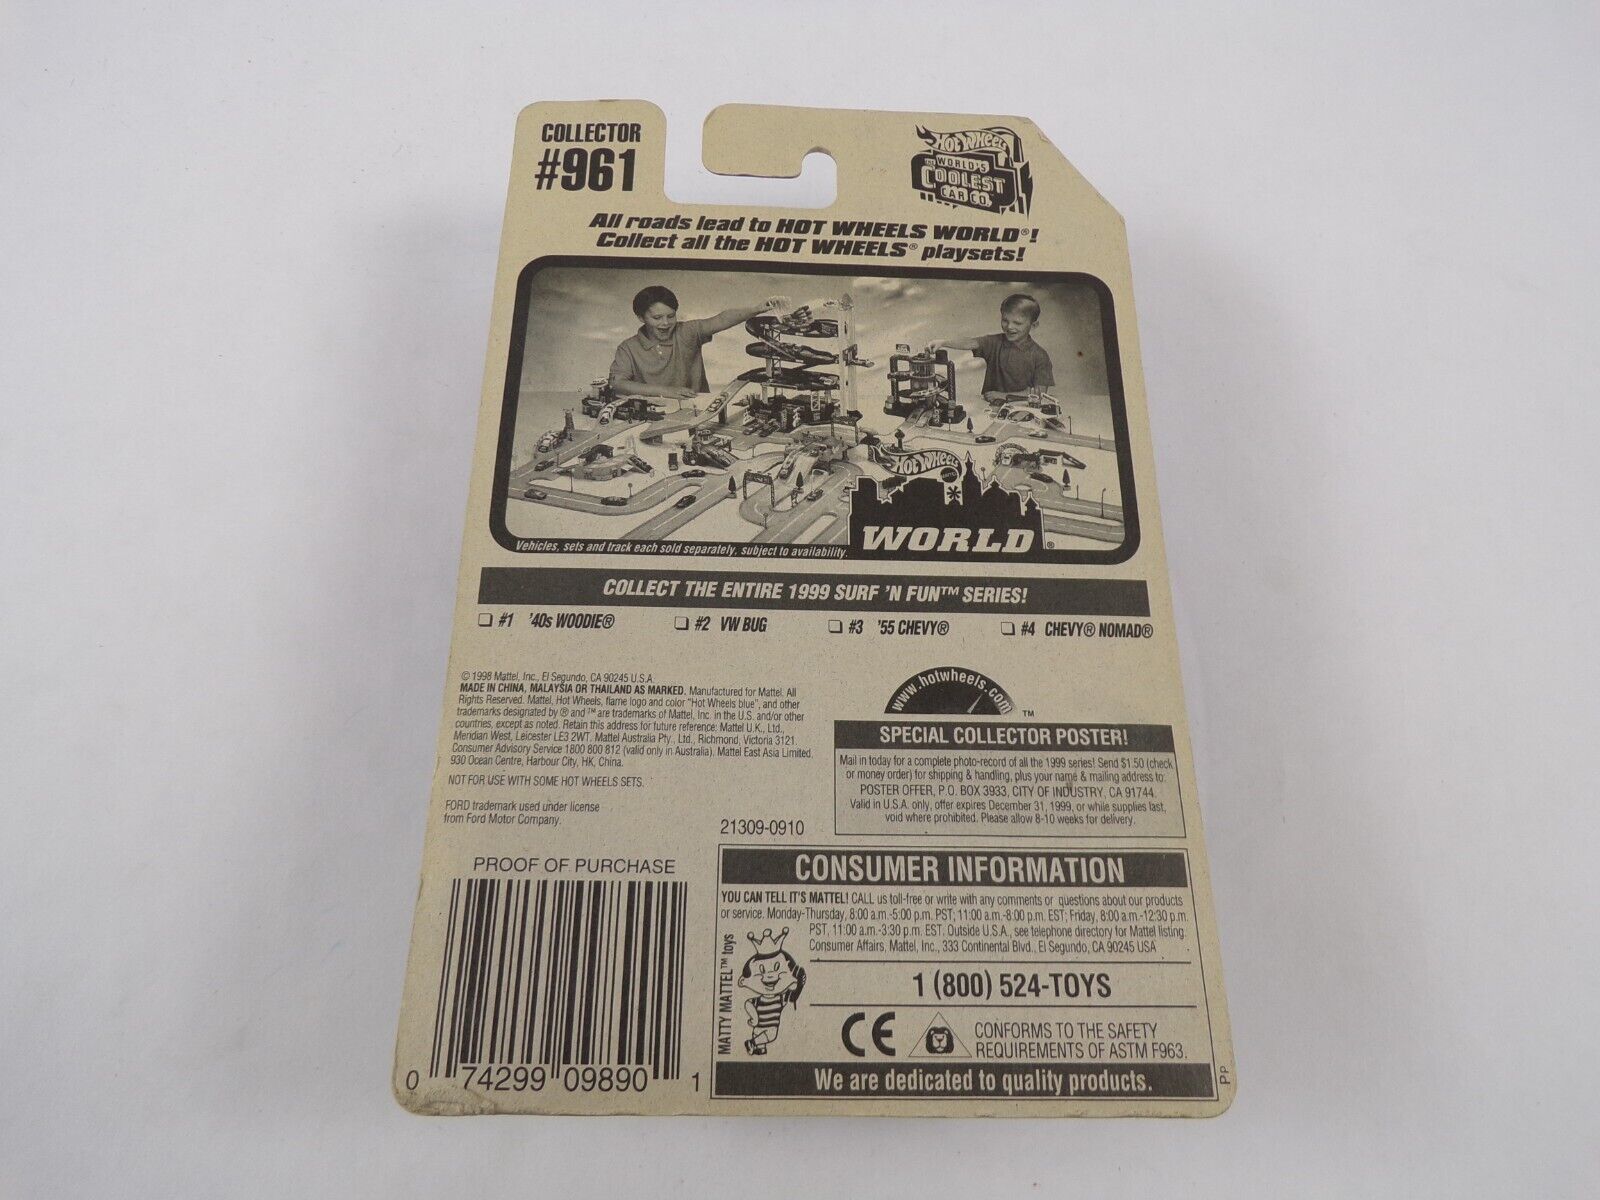 COLLECTOR
#961
HOT WHEELS
THE WORLD'S
COOLEST
CAR CO.™
All roads lead to HOT WHEELS WORLD®!
Collect all the HOT WHEELS® playsets!
HOT WHEELS
WORLD®
Vehicles, sets and track each sold separately, subject to availability.
COLLECT THE ENTIRE 1999 SURF 'N FUN™ SERIES!
❑ #1 '40s WOODIE® ❑ #2 VW BUG ❑ #3 '55 CHEVY® ❑ #4 CHEVY® NOMAD®
© 1998 Mattel, Inc., El Segundo, CA 90245 U.S.A.
MADE IN CHINA, MALAYSIA OR THAILAND AS MARKED. Manufactured for Mattel. All
Rights Reserved. Mattel, Hot Wheels, flame logo and color "Hot Wheels blue", and other
trademarks designated by ® and ™ are trademarks of Mattel, Inc. in the U.S. and/or other
countries, except as noted. Retain this address for future reference: Mattel U.K., Ltd.,
Meridian West, Leicester LE3 2WT. Mattel Australia Pty., Ltd., Richmond, Victoria 3121.
Consumer Advisory Service 1800 800 812 (valid only in Australia). Mattel East Asia Limited,
930 Ocean Centre, Harbour City, HK, China.
NOT FOR USE WITH SOME HOT WHEELS SETS.
FORD trademark used under license
from Ford Motor Company.
21309-0910
www.hotwheels.com
™
SPECIAL COLLECTOR POSTER!
Mail in today for a complete photo-record of all the 1999 series! Send $1.50 (check
or money order) for shipping & handling, plus your name & mailing address to:
POSTER OFFER, P.O. BOX 3933, CITY OF INDUSTRY, CA 91744.
Valid in U.S.A. only, offer expires December 31, 1999, or while supplies last,
void where prohibited. Please allow 8-10 weeks for delivery.
PROOF OF PURCHASE
0 74299 09890 1
CONSUMER INFORMATION
YOU CAN TELL IT'S MATTEL! CALL us toll-free or write with any comments or questions about our products
or service. Monday-Thursday, 8:00 a.m.-5:00 p.m. PST; 11:00 a.m.-8:00 p.m. EST; Friday, 8:00 a.m.-12:30 p.m.
PST, 11:00 a.m.-3:30 p.m. EST. Outside U.S.A., see telephone directory for Mattel listing.
Consumer Affairs, Mattel, Inc., 333 Continental Blvd., El Segundo, CA 90245 USA
MATTY MATTEL™ toys
1 (800) 524-TOYS
CE
CONFORMS TO THE SAFETY
REQUIREMENTS OF ASTM F963.
We are dedicated to quality products.
PP